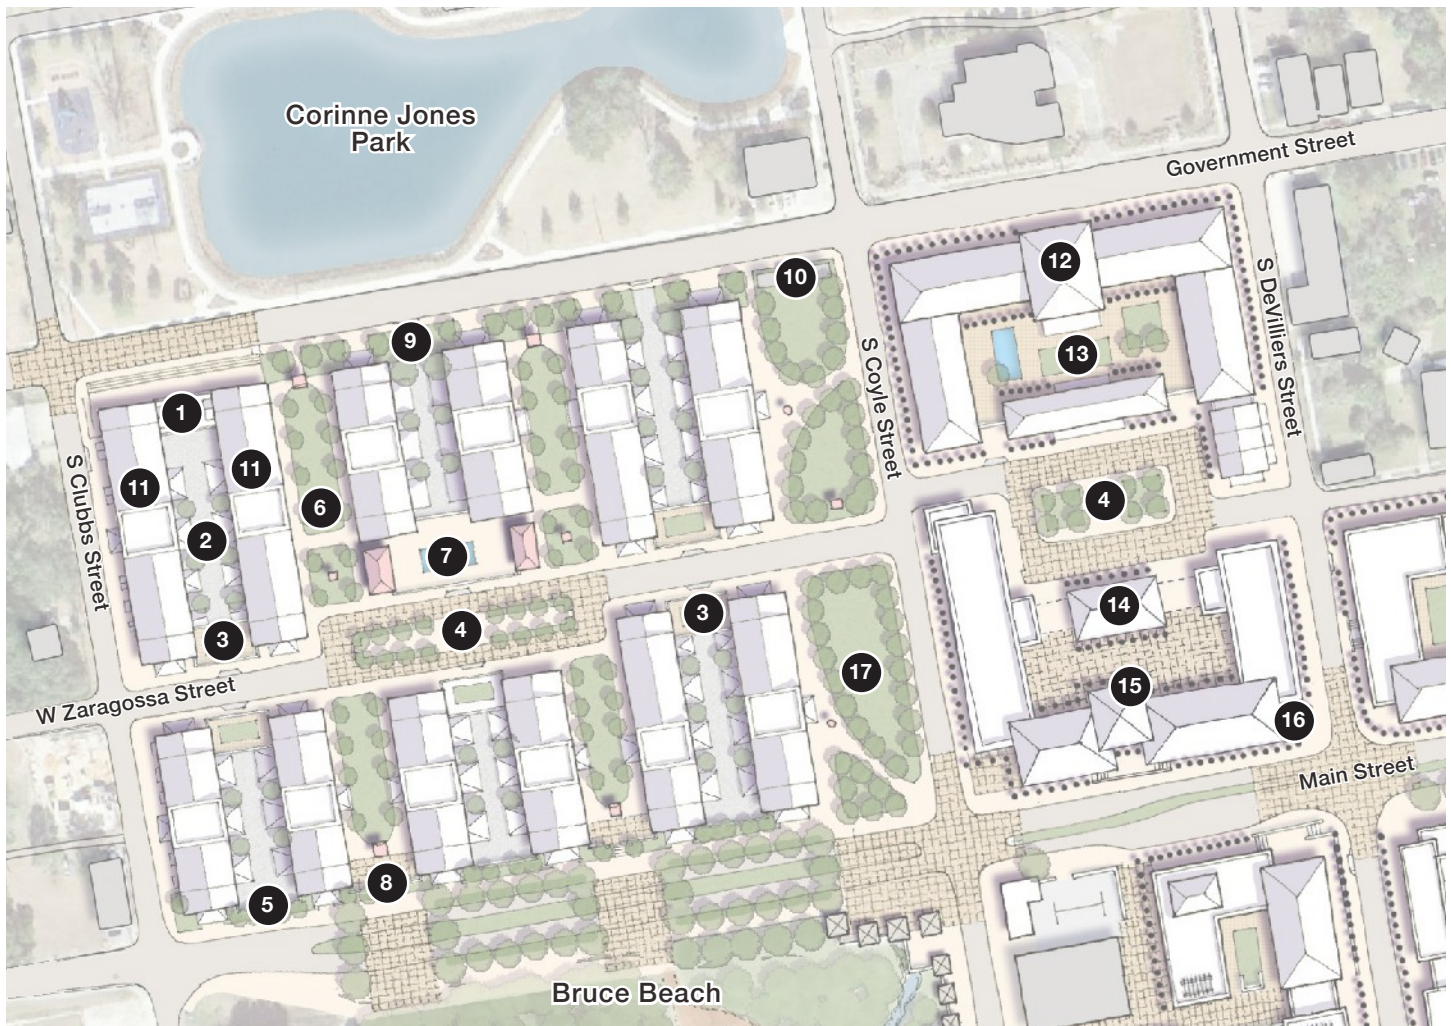 Corinne Jones
Park
Government Street
12
10
S DeVilliers Street
9
13
S Coyle Street
1
11
11
S Clubbs Street
6
4
2
7
14
3
4
3
17
15
W Zaragossa Street
16
Main Street
8
5
Bruce Beach